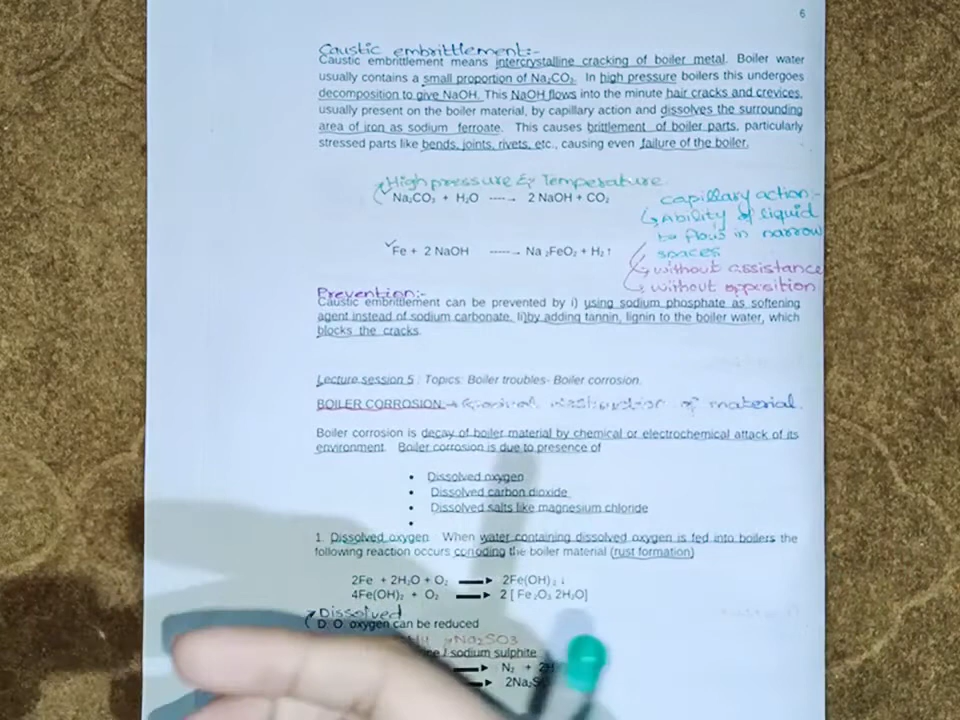 6
Caustic embrittlement:-
Caustic embrittlement means intercrystalline cracking of boiler metal. Boiler water
usually contains a small proportion of Na₂CO₃. In high pressure boilers this undergoes
decomposition to give NaOH. This NaOH flows into the minute hair cracks and crevices,
usually present on the boiler material, by capillary action and dissolves the surrounding
area of iron as sodium ferroate. This causes brittlement of boiler parts, particularly
stressed parts like bends, joints, rivets, etc., causing even failure of the boiler.
High pressure & Temperature
Na₂CO₃ + H₂O ----→ 2 NaOH + CO₂
capillary action:-
↳ Ability of liquid
to flow in narrow
spaces
Fe + 2 NaOH -----→ Na ₂FeO₂ + H₂↑
without assistance
without opposition
Prevention:-
Caustic embrittlement can be prevented by i) using sodium phosphate as softening
agent instead of sodium carbonate, Ii)by adding tannin, lignin to the boiler water, which
blocks the cracks.
Lecture session 5 : Topics: Boiler troubles- Boiler corrosion.
BOILER CORROSION → of material.
Boiler corrosion is decay of boiler material by chemical or electrochemical attack of its
environment. Boiler corrosion is due to presence of
• Dissolved oxygen
• Dissolved carbon dioxide
• Dissolved salts like magnesium chloride
•
1. Dissolved oxygen When water containing dissolved oxygen is fed into boilers the
following reaction occurs corroding the boiler material (rust formation)
2Fe + 2H₂O + O₂ → 2Fe(OH)₂ ↓
4Fe(OH)₂ + O₂ → 2 [ Fe₂O₃ 2H₂O]
Dissolved
D. O. oxygen can be reduced
Na₂SO₃
/ sodium sulphite
→ N₂ + 2H
→ 2Na₂S